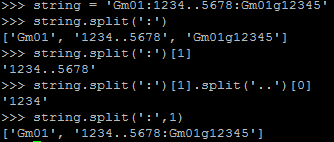 >>> string = 'Gm01:1234..5678:Gm01g12345'
>>> string.split(':')
['Gm01', '1234..5678', 'Gm01g12345']
>>> string.split(':')[1]
'1234..5678'
>>> string.split(':')[1].split('..')[0]
'1234'
>>> string.split(':',1)
['Gm01', '1234..5678:Gm01g12345']